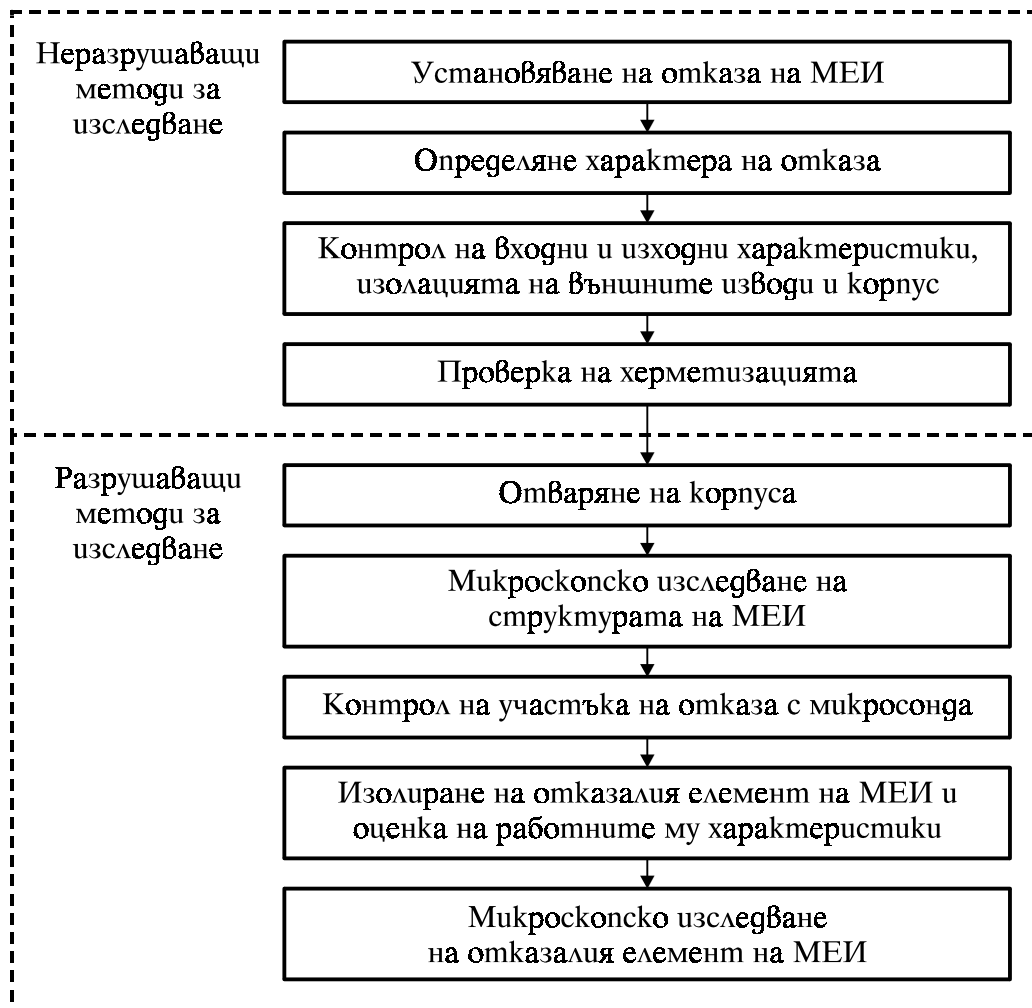 Неразрушаващи
методи за
изследване
Установяване на отказа на МЕИ
Определяне характера на отказа
Контрол на входни и изходни характеристики,
изолацията на външните изводи и корпус
Проверка на херметизацията
Разрушаващи
методи за
изследване
Отваряне на корпуса
Микроскопско изследване на
структурата на МЕИ
Контрол на участъка на отказа с микросонда
Изолиране на отказалия елемент на МЕИ и
оценка на работните му характеристики
Микроскопско изследване
на отказалия елемент на МЕИ